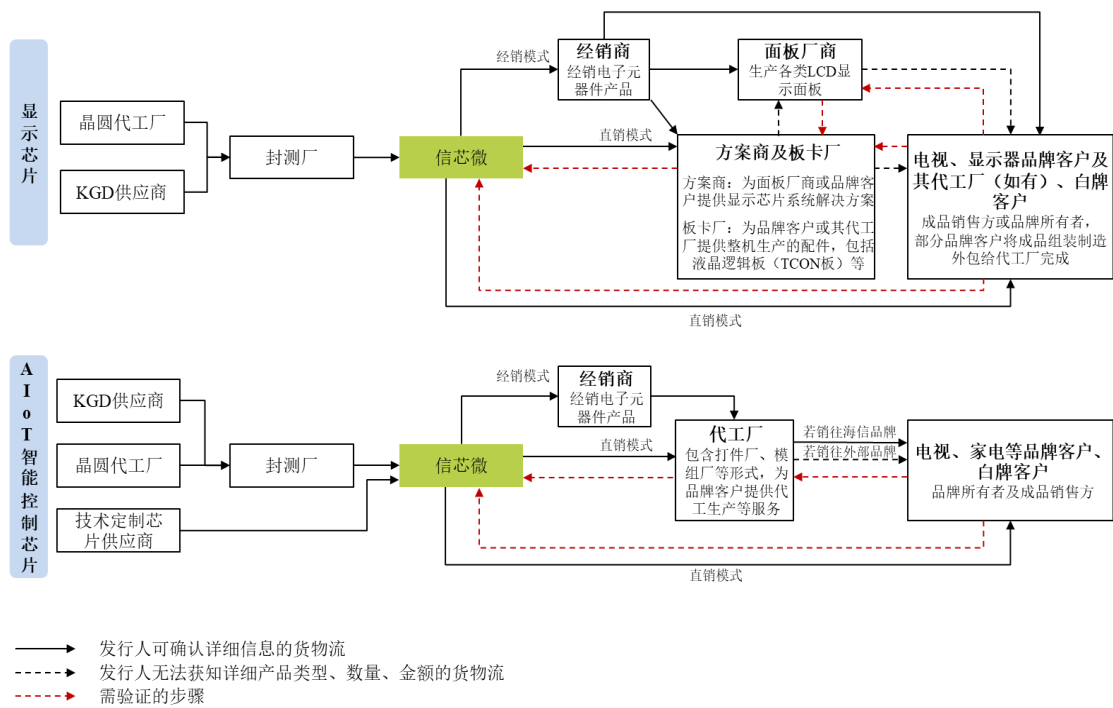 显示芯片
晶圆代工厂
KGD供应商
封测厂
信芯微
经销模式
直销模式
直销模式
经销商
经销电子元
器件产品
面板厂商
生产各类LCD显
示面板
方案商及板卡厂
方案商：为面板厂商或品牌客
户提供显示芯片系统解决方案
板卡厂：为品牌客户或其代工
厂提供整机生产的配件，包括
液晶逻辑板（TCON板）等
电视、显示器品牌客户及
其代工厂（如有）、白牌
客户
成品销售方或品牌所有者，
部分品牌客户将成品组装制造
外包给代工厂完成
AIoT智能控制芯片
KGD供应商
晶圆代工厂
技术定制芯
片供应商
封测厂
信芯微
经销模式
直销模式
直销模式
经销商
经销电子元
器件产品
代工厂
包含打件厂、模
组厂等形式，为
品牌客户提供代
工生产等服务
若销往海信品牌
若销往外部品牌
电视、家电等品牌客户、
白牌客户
品牌所有者及成品销售方
发行人可确认详细信息的货物流
发行人无法获知详细产品类型、数量、金额的货物流
需验证的步骤